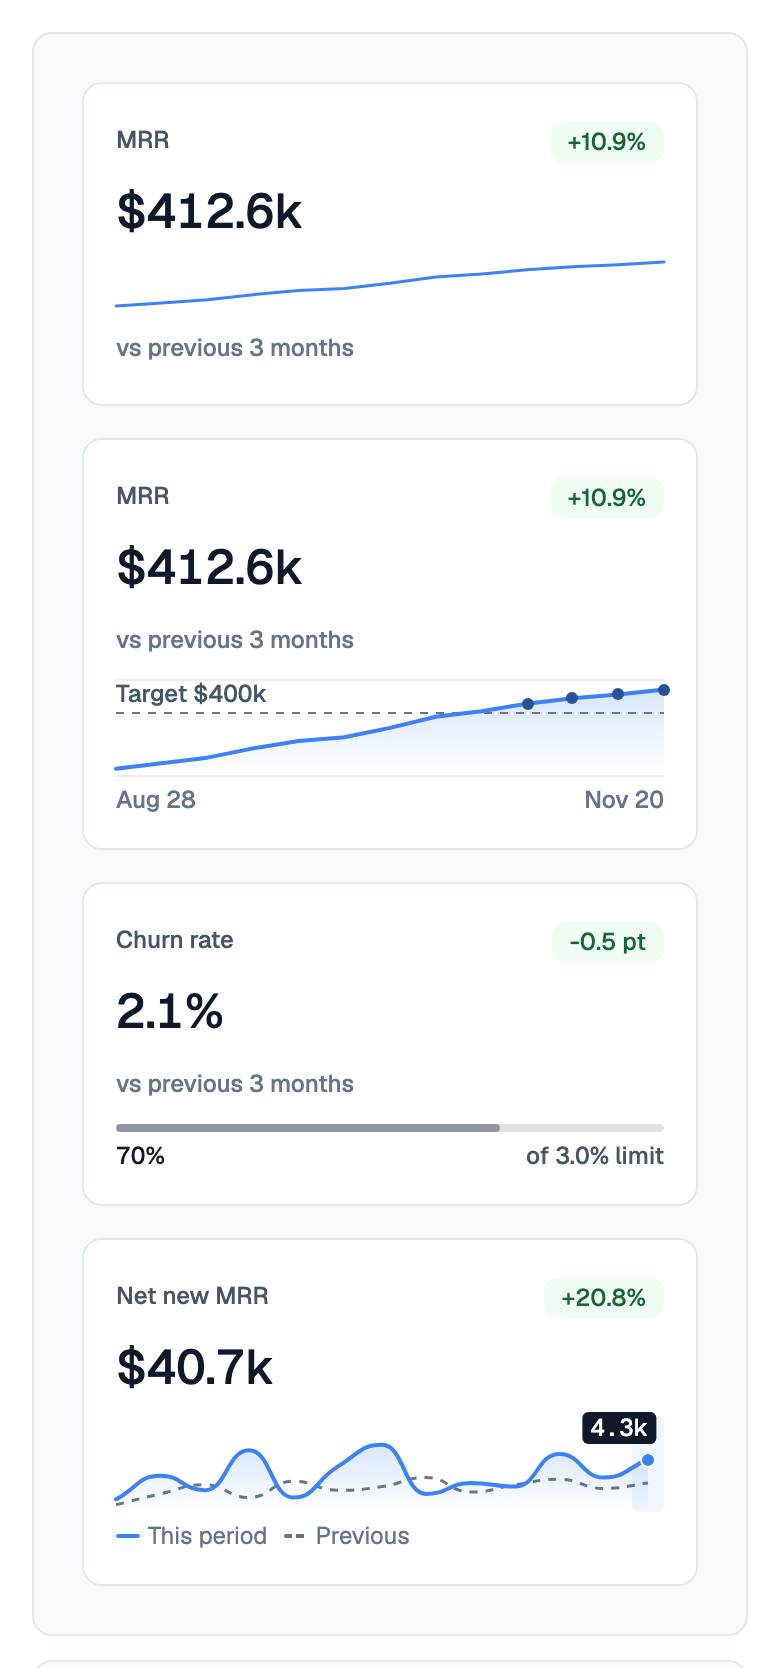 MRR
+10.9%
$412.6k
vs previous 3 months
MRR
+10.9%
$412.6k
vs previous 3 months
Target $400k
Aug 28
Nov 20
Churn rate
-0.5 pt
2.1%
vs previous 3 months
70%
of 3.0% limit
Net new MRR
+20.8%
$40.7k
4.3k
This period
Previous